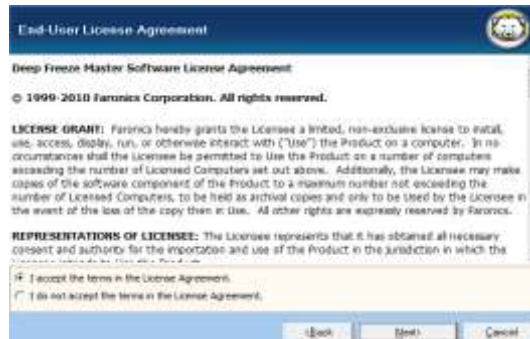 End-User License Agreement
Deep Freeze Master Software License Agreement
© 1999-2010 Faronics Corporation. All rights reserved.
LICENSE GRANT: Faronics hereby grants the Licensee a limited, non-exclusive license to install,
use, access, display, run, or otherwise interact with ("Use") the Product on a computer. In no
circumstances shall the Licensee be permitted to Use the Product on a number of computers
exceeding the number of Licensed Computers set out above. Additionally, the Licensee may make
copies of the software component of the Product to a maximum number not exceeding the
number of Licensed Computers, to be held as archival copies and only to be Used by the Licensee in
the event of the loss of the copy then in Use. All other rights are expressly reserved by Faronics.
REPRESENTATIONS OF LICENSEE: The Licensee represents that it has obtained all necessary
consent and authority for the importation and use of the Product in the jurisdiction in which the
I accept the terms in the License Agreement.
I do not accept the terms in the License Agreement.
<Back Next> Cancel